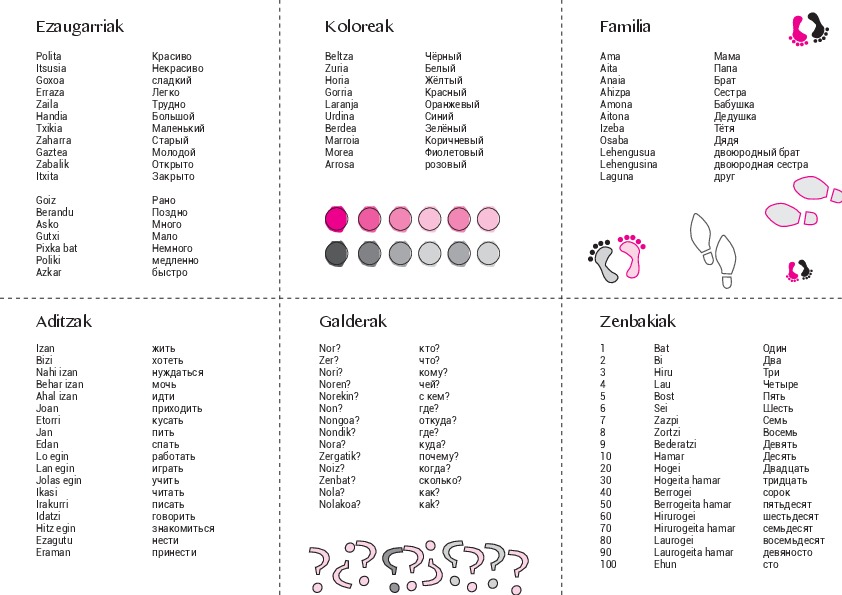 Ezaugarriak
Polita Красиво
Itsusia Некрасиво
Goxoa сладкий
Erraza Легко
Zaila Трудно
Handia Большой
Txikia Маленький
Zaharra Старый
Gaztea Молодой
Zabalik Открыто
Itxita Закрыто
Goiz Рано
Berandu Поздно
Asko Много
Gutxi Мало
Pixka bat Немного
Poliki медленно
Azkar быстро
Koloreak
Beltza Чёрный
Zuria Белый
Horia Жёлтый
Gorria Красный
Laranja Оранжевый
Urdina Синий
Berdea Зелёный
Marroia Коричневый
Morea Фиолетовый
Arrosa розовый
Familia
Ama Мама
Aita Папа
Anaia Брат
Ahizpa Сестра
Amona Бабушка
Aitona Дедушка
Izeba Тётя
Osaba Дядя
Lehengusua двоюродный брат
Lehengusina двоюродная сестра
Laguna друг
Aditzak
Izan жить
Bizi хотеть
Nahi izan нуждаться
Behar izan мочь
Ahal izan идти
Joan приходить
Etorri кусать
Jan пить
Edan спать
Lo egin работать
Lan egin играть
Jolas egin учить
Ikasi читать
Irakurri писать
Idatzi говорить
Hitz egin знакомиться
Ezagutu нести
Eraman принести
Galderak
Nor? кто?
Zer? что?
Nori? кому?
Noren? чей?
Norekin? с кем?
Non? где?
Nongoa? откуда?
Nondik? где?
Nora? куда?
Zergatik? почему?
Noiz? когда?
Zenbat? сколько?
Nola? как?
Nolakoa? как?
Zenbakiak
1 Bat Один
2 Bi Два
3 Hiru Три
4 Lau Четыре
5 Bost Пять
6 Sei Шесть
7 Zazpi Семь
8 Zortzi Восемь
9 Bederatzi Девять
10 Hamar Десять
20 Hogei Двадцать
30 Hogeita hamar тридцать
40 Berrogei сорок
50 Berrogeita hamar пятьдесят
60 Hirurogei шестьдесят
70 Hirurogeita hamar семьдесят
80 Laurogei восемьдесят
90 Laurogeita hamar девяносто
100 Ehun сто